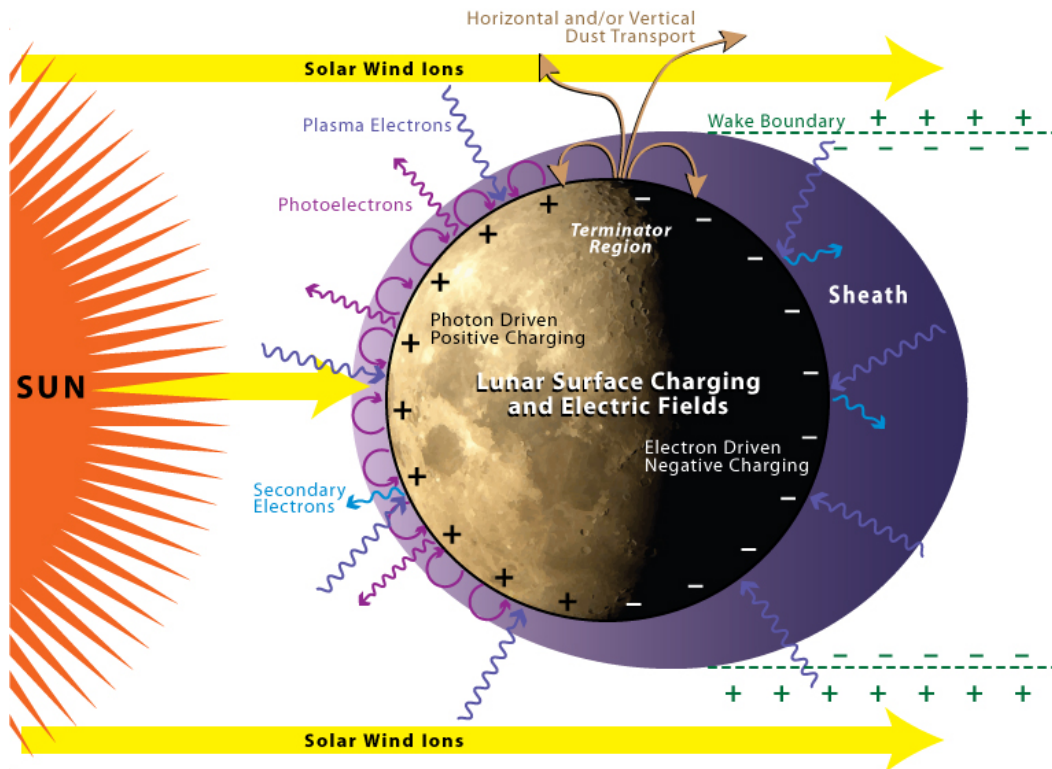 Horizontal and/or Vertical
Dust Transport
Solar Wind Ions
Plasma Electrons
Wake Boundary
+ + + +
− − − − −
Photoelectrons
Terminator
Region
Sheath
Photon Driven
Positive Charging
SUN
Lunar Surface Charging
and Electric Fields
Electron Driven
Negative Charging
Secondary
Electrons
− − − − −
+ + + + + + +
Solar Wind Ions